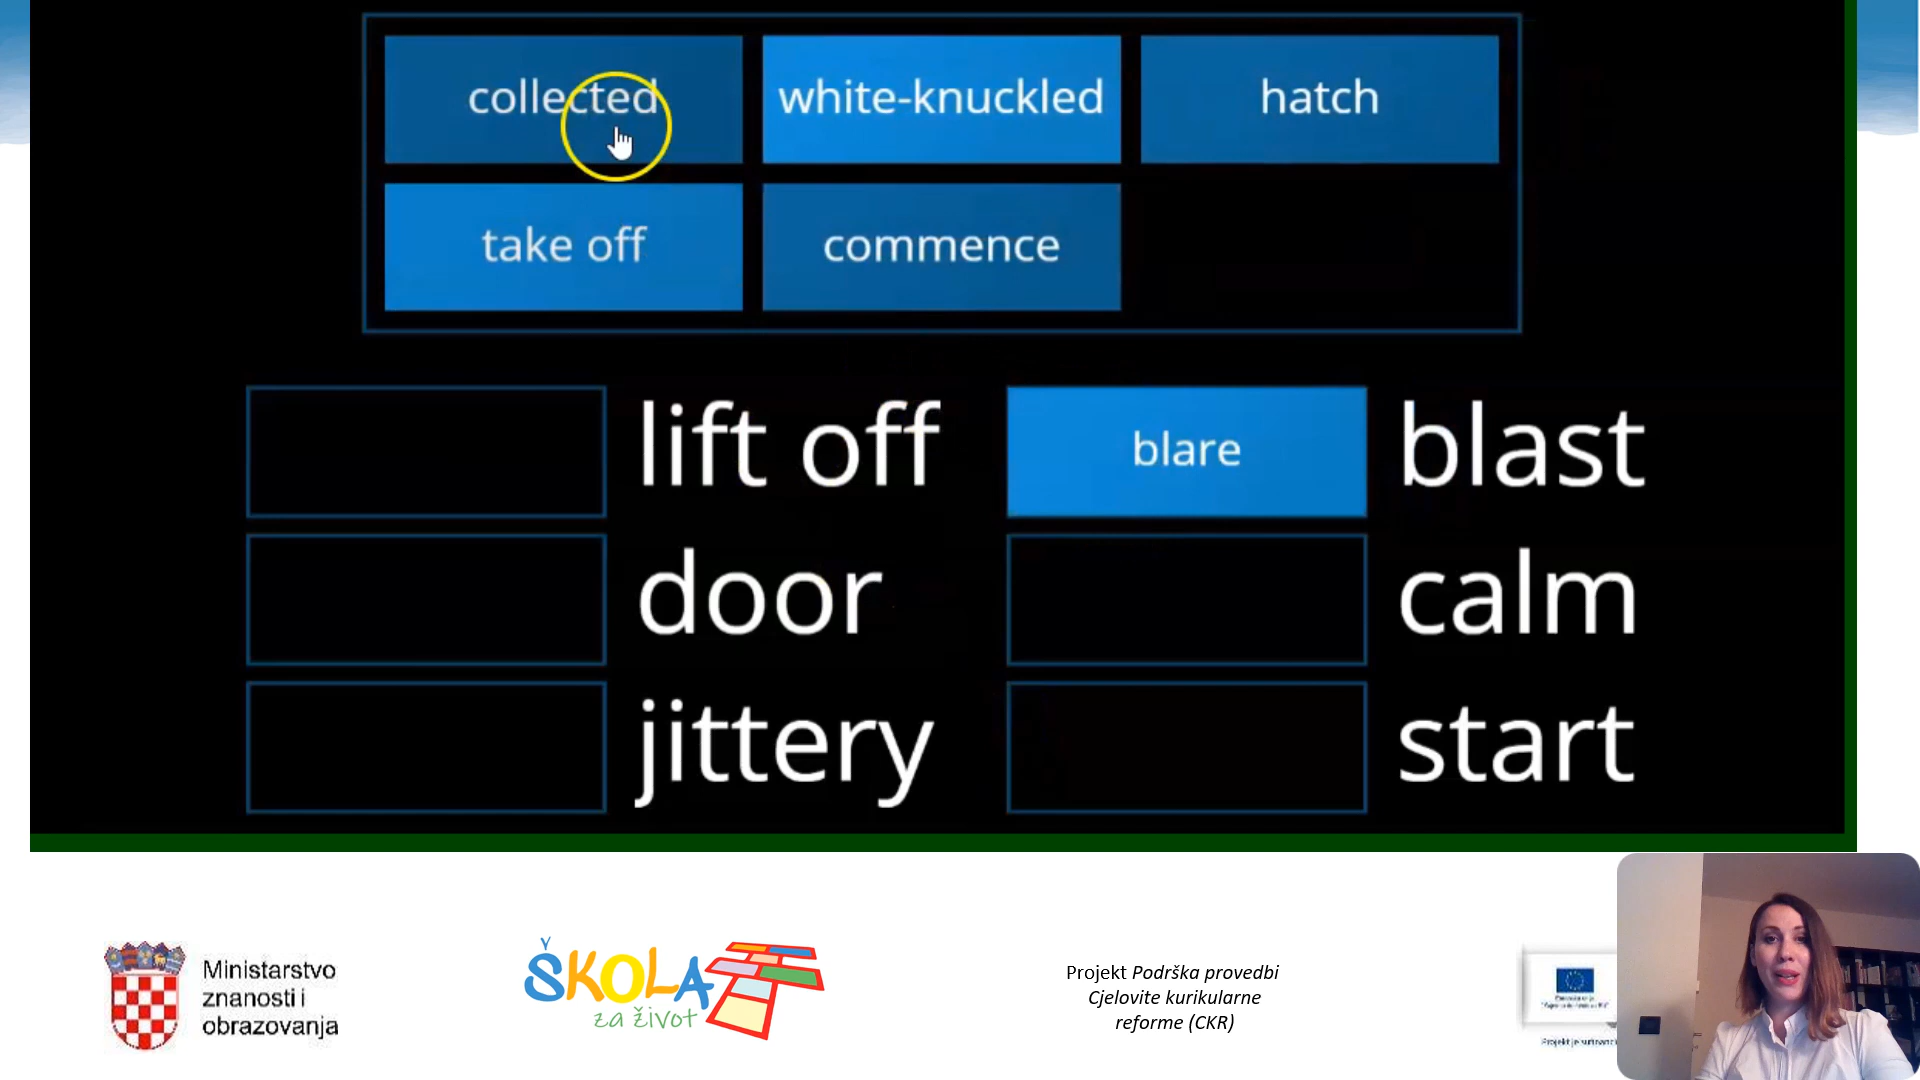 collected
white-knuckled
hatch
take off
commence
lift off
blare
blast
door
calm
jittery
start
Ministarstvo
znanosti i
obrazovanja
ŠKOLA
za život
Projekt Podrška provedbi
Cjelovite kurikularne
reforme (CKR)